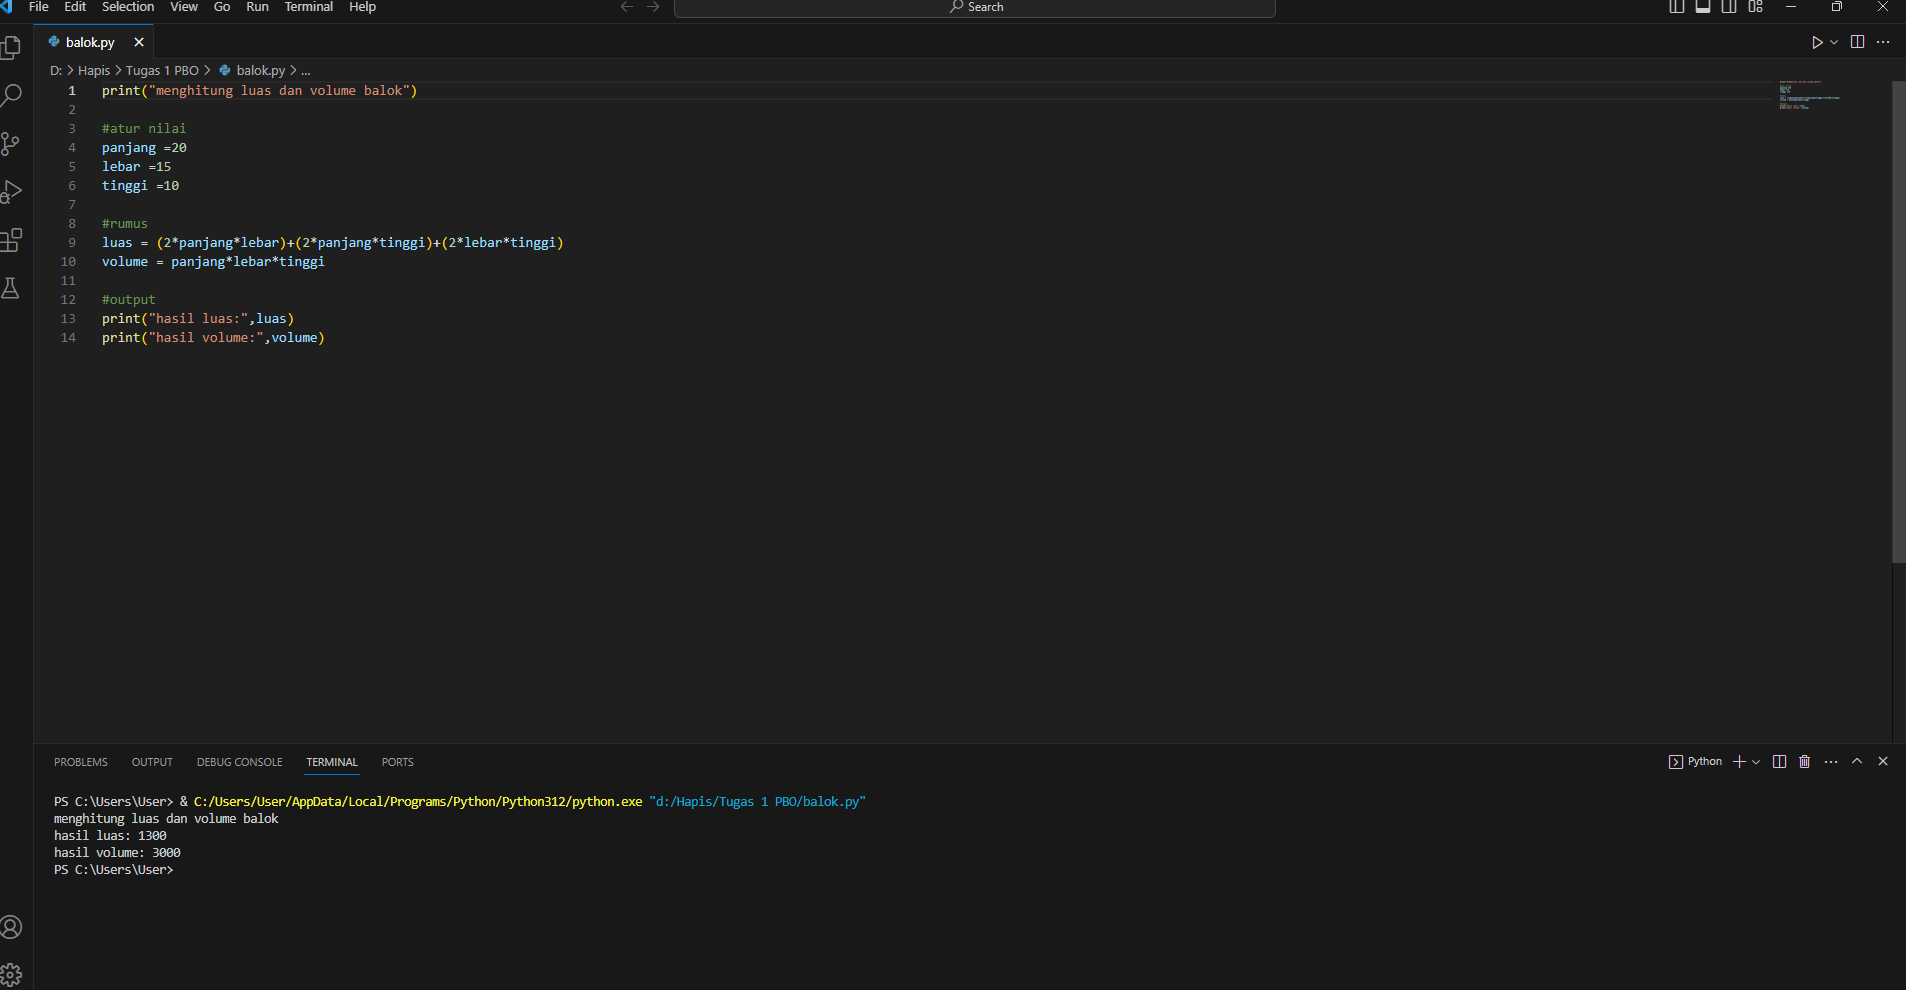 File Edit Selection View Go Run Terminal Help
Search
balok.py
D: > Hapis > Tugas 1 PBO > balok.py > ...
1 print("menghitung luas dan volume balok")
2
3 #atur nilai
4 panjang =20
5 lebar =15
6 tinggi =10
7
8 #rumus
9 luas = (2*panjang*lebar)+(2*panjang*tinggi)+(2*lebar*tinggi)
10 volume = panjang*lebar*tinggi
11
12 #output
13 print("hasil luas:",luas)
14 print("hasil volume:",volume)
PROBLEMS OUTPUT DEBUG CONSOLE TERMINAL PORTS
Python
PS C:\Users\User> & C:/Users/User/AppData/Local/Programs/Python/Python312/python.exe "d:/Hapis/Tugas 1 PBO/balok.py"
menghitung luas dan volume balok
hasil luas: 1300
hasil volume: 3000
PS C:\Users\User>